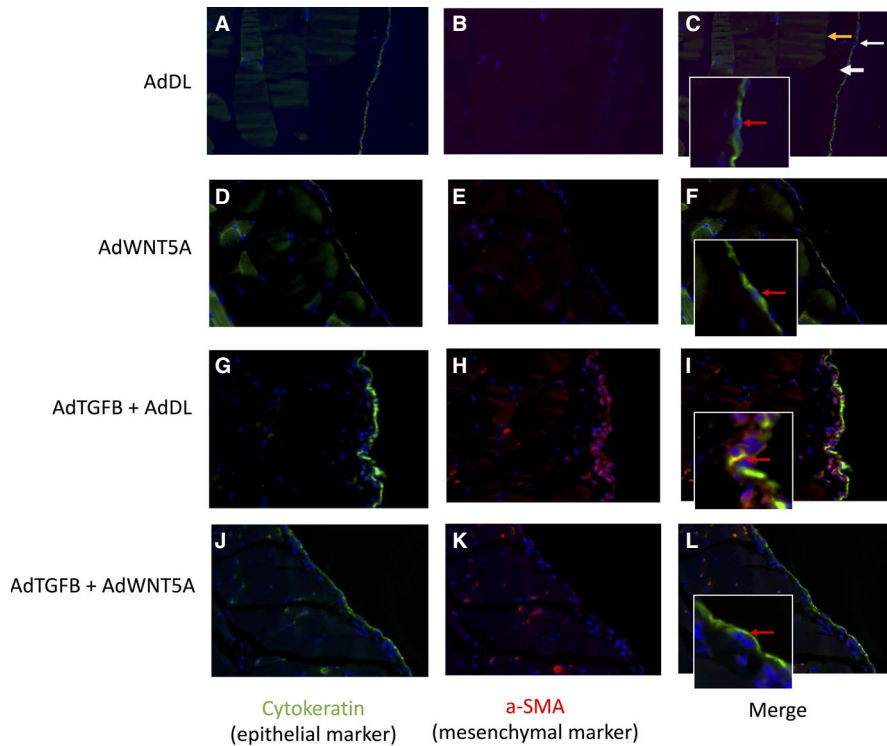 A
B
C
AdDL
D
E
F
AdWNT5A
G
H
I
AdTGFB + AdDL
J
K
L
AdTGFB + AdWNT5A
Cytokeratin
(epithelial marker)
a-SMA
(mesenchymal marker)
Merge